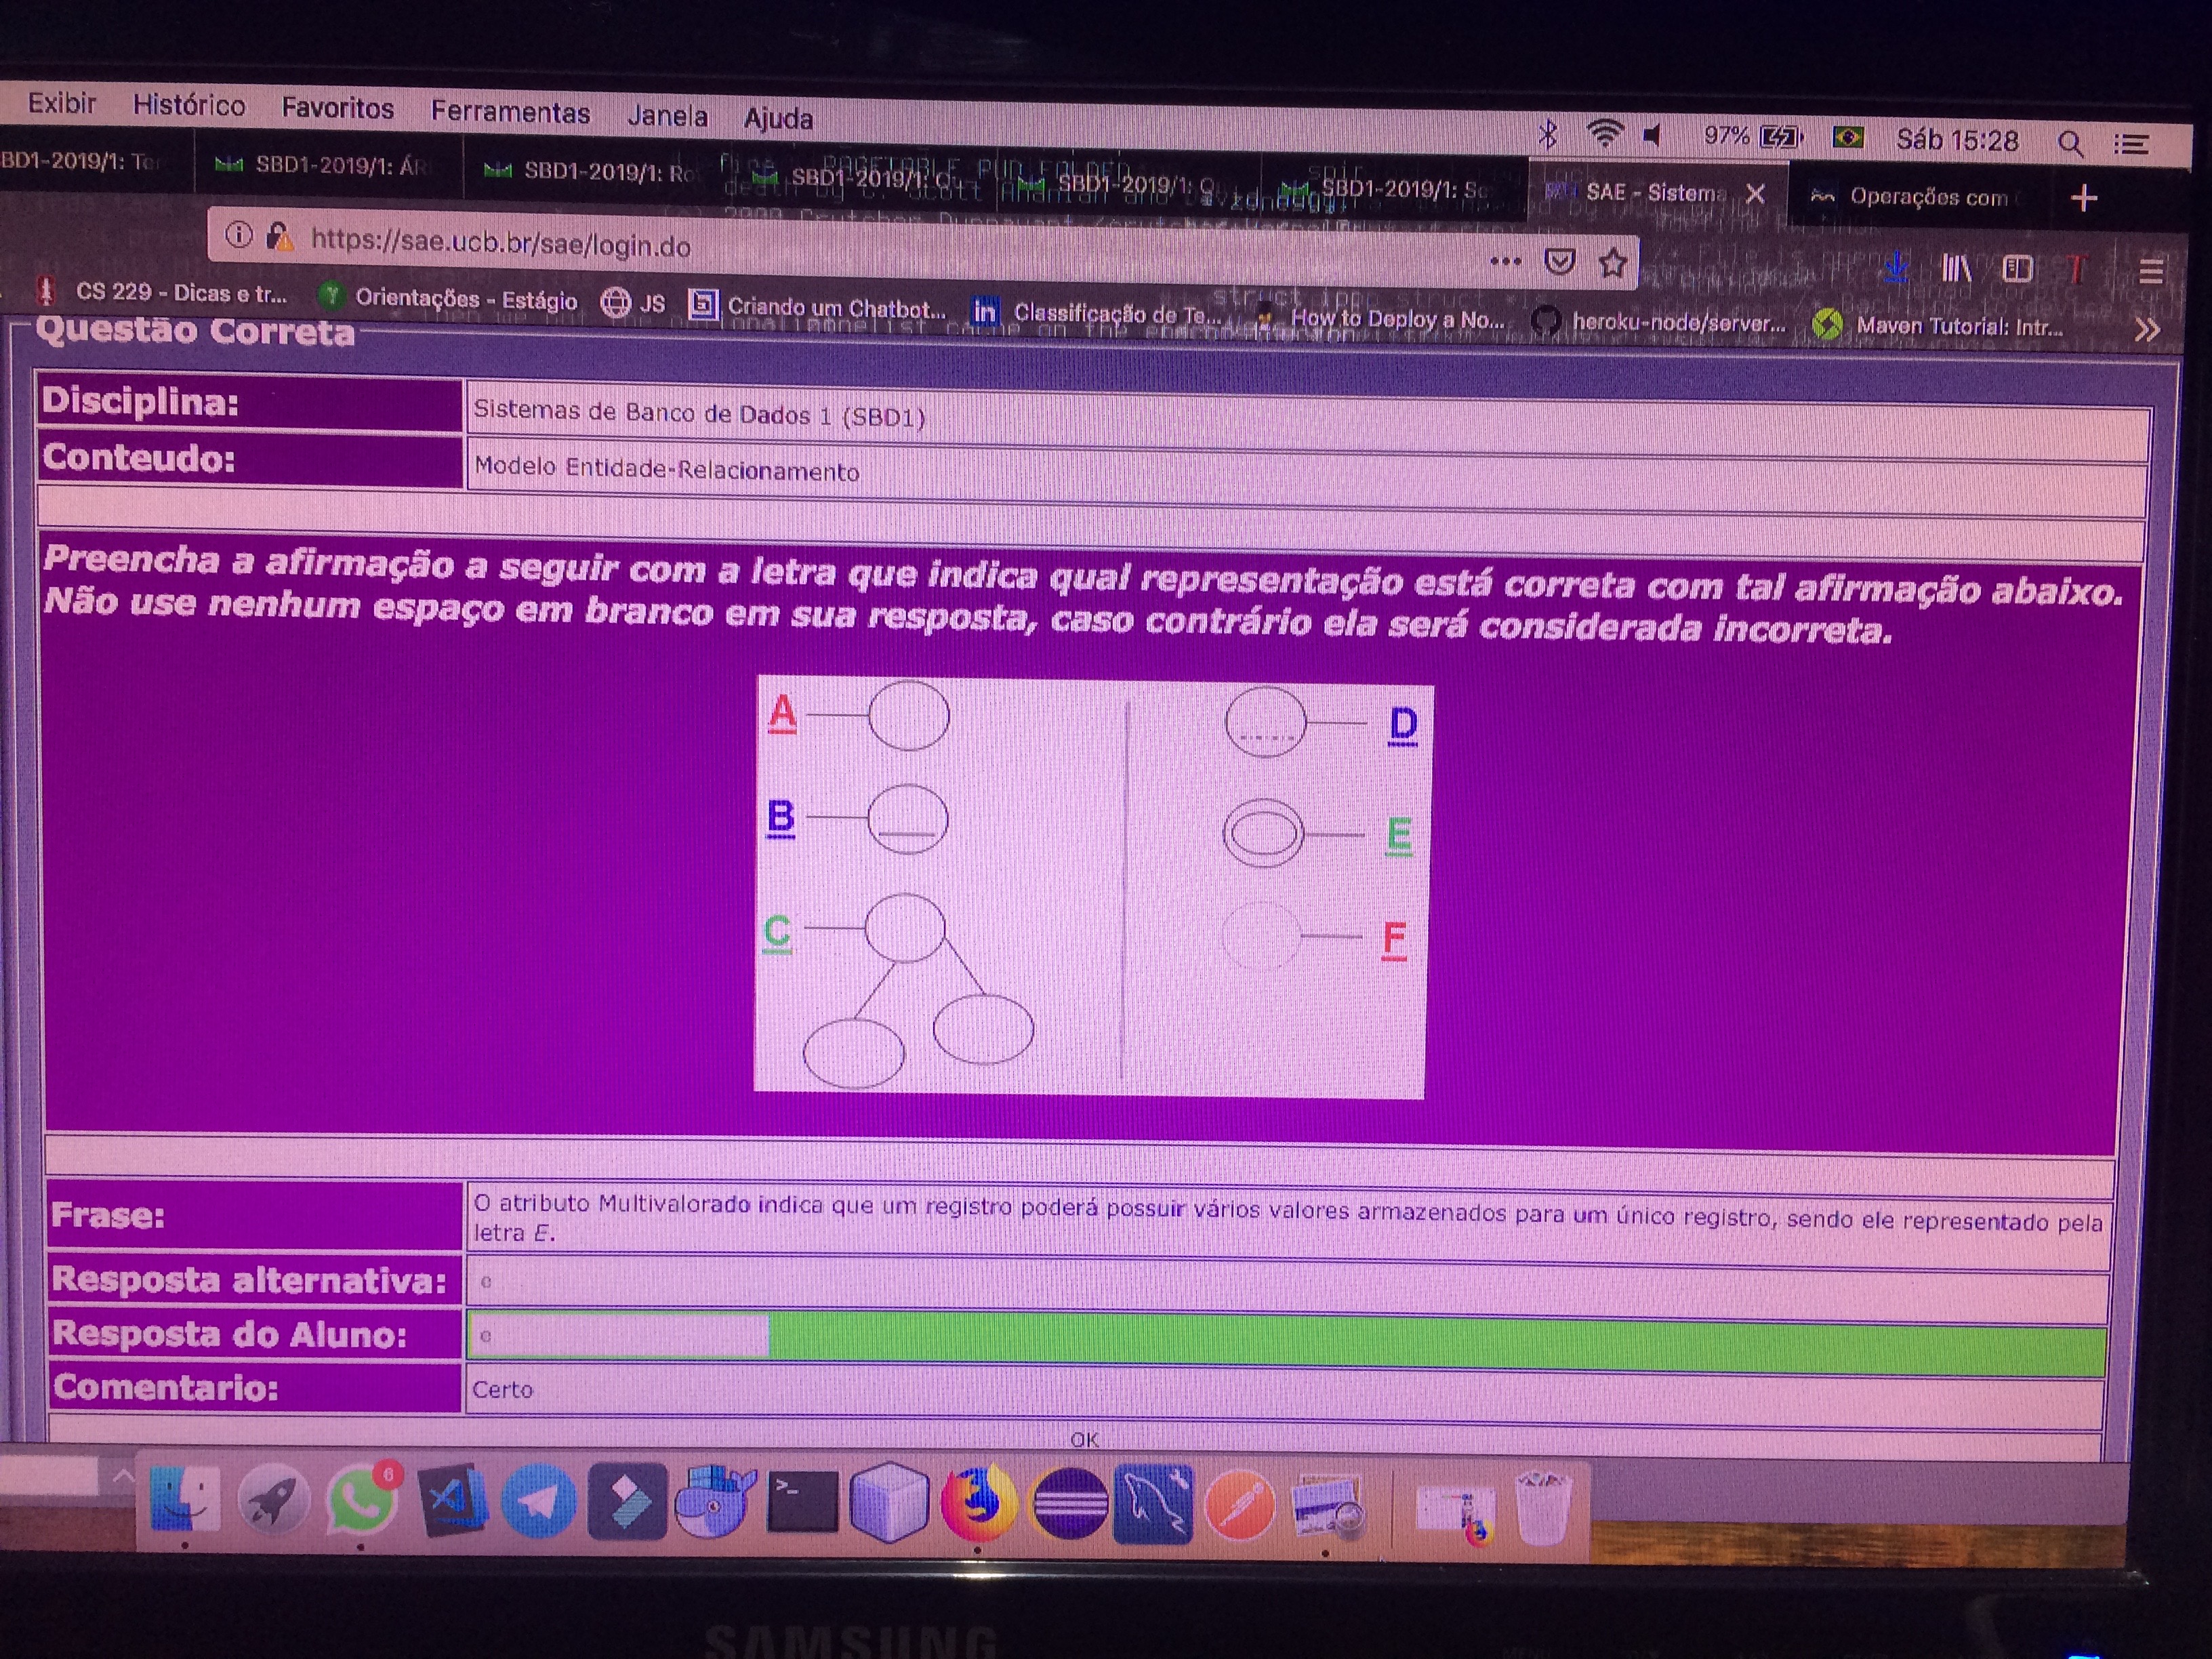 Exibir Histórico Favoritos Ferramentas Janela Ajuda 97% Sáb 15:28
BD1-2019/1: Te SBD1-2019/1: ÁR SBD1-2019/1: Ro SBD1-2019/1: Q SBD1-2019/1: Q SBD1-2019/1: Sc SAE - Sistema Operações com
https://sae.ucb.br/sae/login.do
CS 229 - Dicas e tr... Orientações - Estágio JS Criando um Chatbot... in Classificação de Te... How to Deploy a No... heroku-node/server... Maven Tutorial: Intr...
Questão Correta
Disciplina: Sistemas de Banco de Dados 1 (SBD1)
Conteudo: Modelo Entidade-Relacionamento
Preencha a afirmação a seguir com a letra que indica qual representação está correta com tal afirmação abaixo.
Não use nenhum espaço em branco em sua resposta, caso contrário ela será considerada incorreta.
A D
B E
C F
Frase: O atributo Multivalorado indica que um registro poderá possuir vários valores armazenados para um único registro, sendo ele representado pela
letra E.
Resposta alternativa: e
Resposta do Aluno: e
Comentario: Certo
OK
6
SAMSUNG